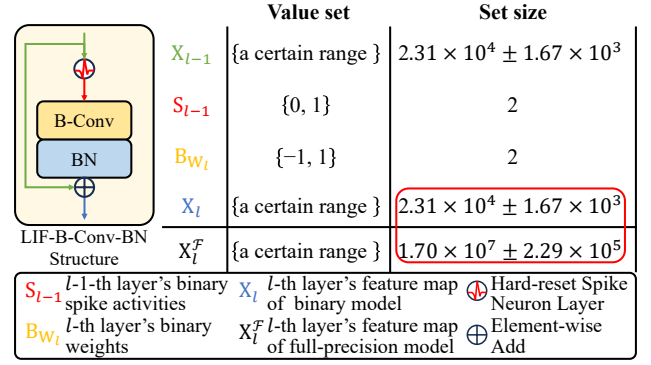 Value set Set size
X_{l−1} {a certain range } 2.31 × 10^4 ± 1.67 × 10^3
S_{l−1} {0, 1} 2
B-Conv
BN
B_{W_l} {−1, 1} 2
X_l {a certain range } 2.31 × 10^4 ± 1.67 × 10^3
LIF-B-Conv-BN
Structure
X_l^ℱ {a certain range } 1.70 × 10^7 ± 2.29 × 10^5
S_{l−1} l-1-th layer's binary
spike activities
X_l l-th layer's feature map
of binary model
Hard-reset Spike
Neuron Layer
B_{W_l} l-th layer's binary
weights
X_l^ℱ l-th layer's feature map
of full-precision model
Element-wise
Add